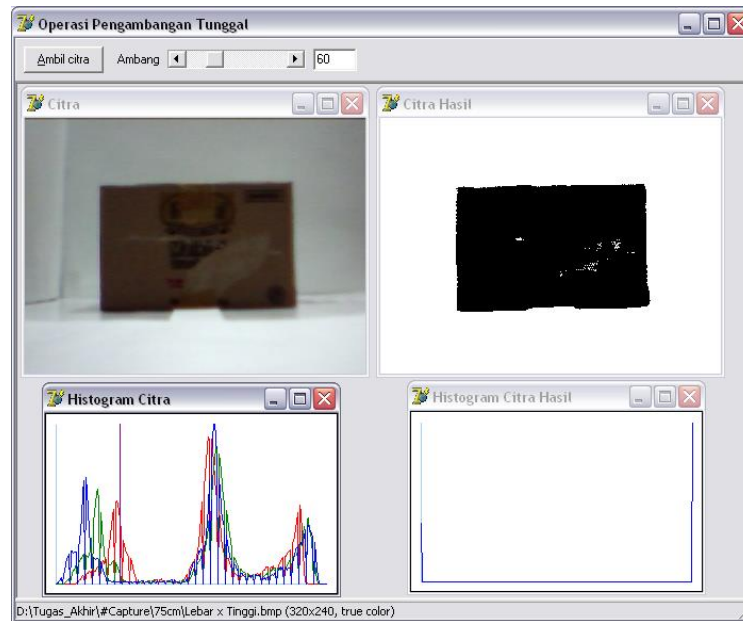 Operasi Pengambangan Tunggal
Ambil citra Ambang 60
Citra
Citra Hasil
Histogram Citra
Histogram Citra Hasil
D:\Tugas_Akhir\#Capture\75cm\Lebar x Tinggi.bmp (320x240, true color)